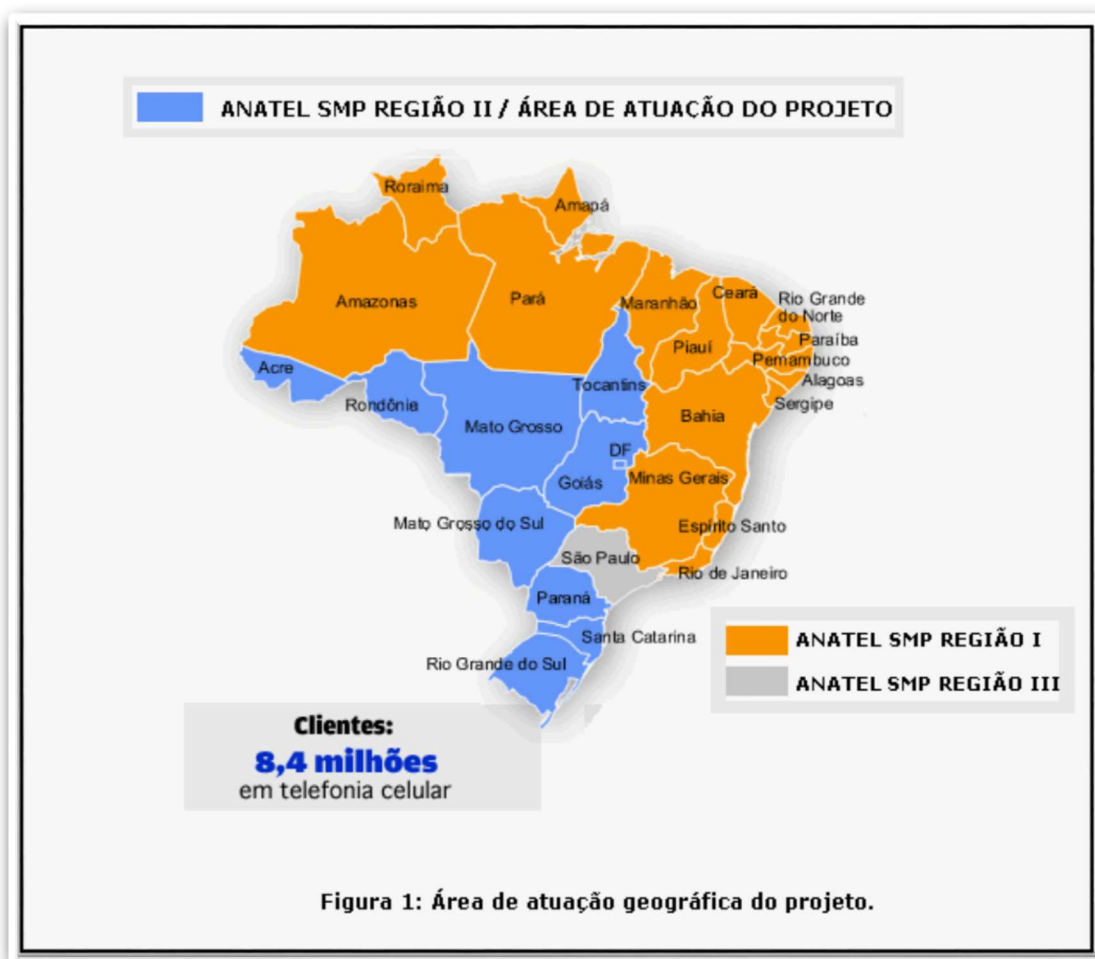 ANATEL SMP REGIÃO II / ÁREA DE ATUAÇÃO DO PROJETO
Roraima
Amapá
Amazonas
Pará
Maranhão
Ceará
Rio Grande
do Norte
Paraíba
Piauí
Pernambuco
Acre
Alagoas
Tocantins
Rondônie
Sergipe
Bahia
Mato Grosso
DF
Goiás
Minas Gerais
Mato Grosso do Sul
Espírito Santo
São Paulo
Rio de Janeiro
Paraná
Santa Catarina
ANATEL SMP REGIÃO I
Rio Grande do Sul
ANATEL SMP REGIÃO III
Clientes:
8,4 milhões
em telefonia celular
Figura 1: Área de atuação geográfica do projeto.